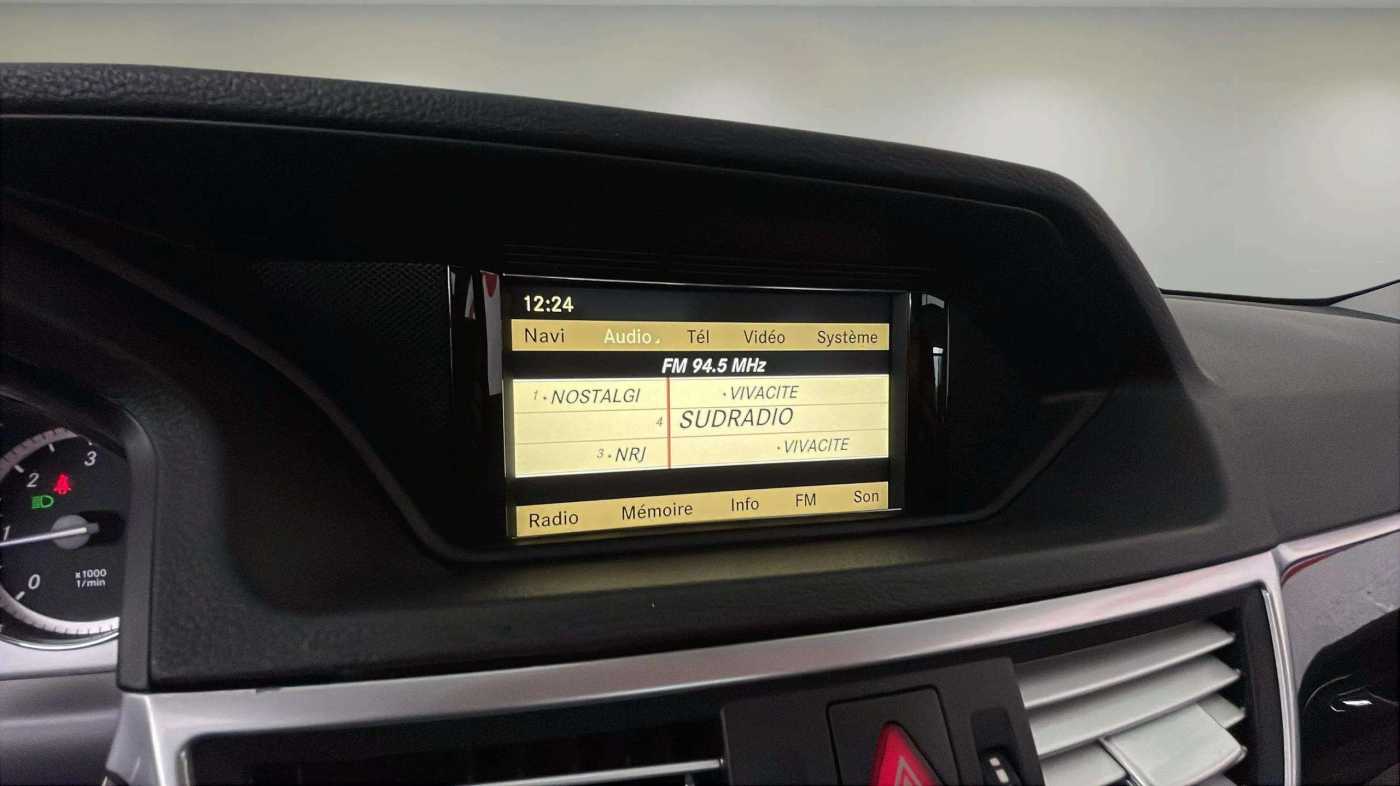 12:24
Navi Audio Tél Vidéo Système
FM 94.5 MHz
1 • NOSTALGI • VIVACITE
4 SUDRADIO
3 • NRJ • VIVACITE
Radio Mémoire Info FM Son
3
2
1
0
x1000
1/min